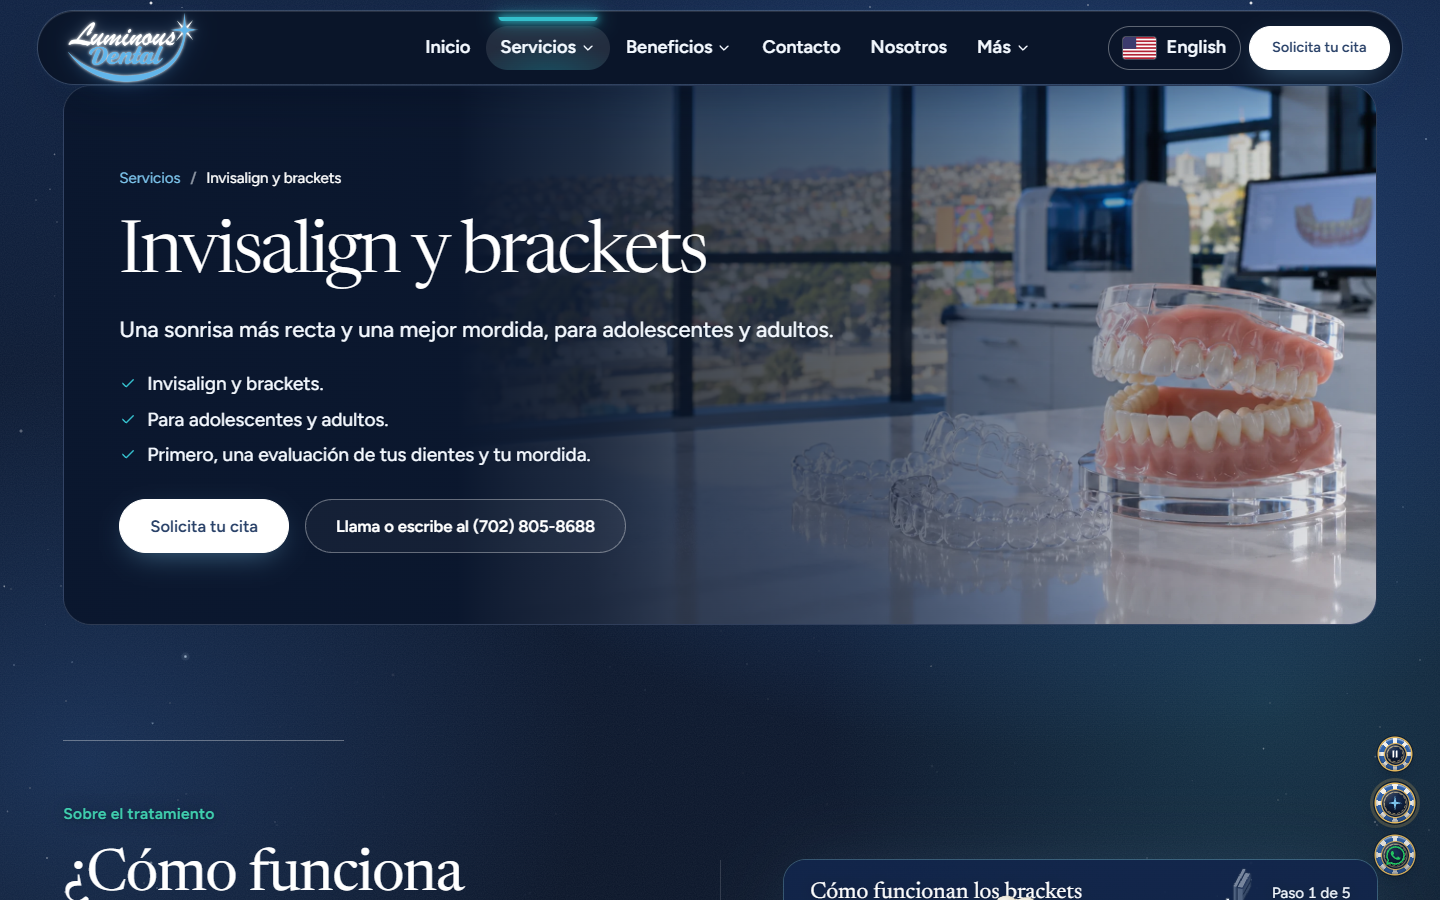 Luminous
Dental
Inicio
Servicios
Beneficios
Contacto
Nosotros
Más
English
Solicita tu cita
Servicios / Invisalign y brackets
Invisalign y brackets
Una sonrisa más recta y una mejor mordida, para adolescentes y adultos.
Invisalign y brackets.
Para adolescentes y adultos.
Primero, una evaluación de tus dientes y tu mordida.
Solicita tu cita
Llama o escribe al (702) 805-8688
Sobre el tratamiento
¿Cómo funciona
Cómo funcionan los brackets
Paso 1 de 5